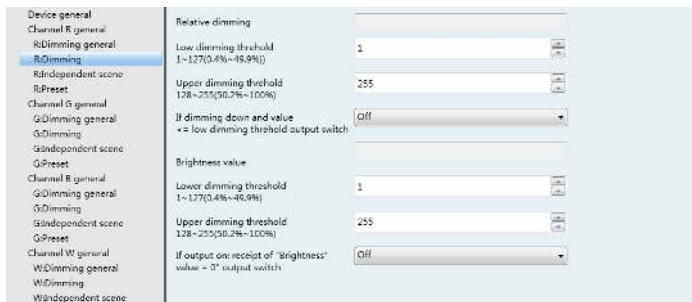 Device general
Channel R general
R:Dimming general
R:Dimming
R:Independent scene
R:Preset
Channel G general
G:Dimming general
G:Dimming
G:Independent scene
G:Preset
Channel B general
G:Dimming general
G:Dimming
G:Independent scene
G:Preset
Channel W general
W:Dimming general
W:Dimming
W:Independent scene
Relative dimming
Low dimming threhold
1~127(0.4%~49.9%))
1
Upper dimming threhold
128~255(50.2%~100%)
255
If dimming down and value
<= low dimming threhold output switch
Off
Brightness value
Lower dimming threshold
1~127(0.4%~49.9%)
1
Upper dimming threshold
128~255(50.2%~100%)
255
If output on: receipt of "Brightness"
value = 0" output switch
Off